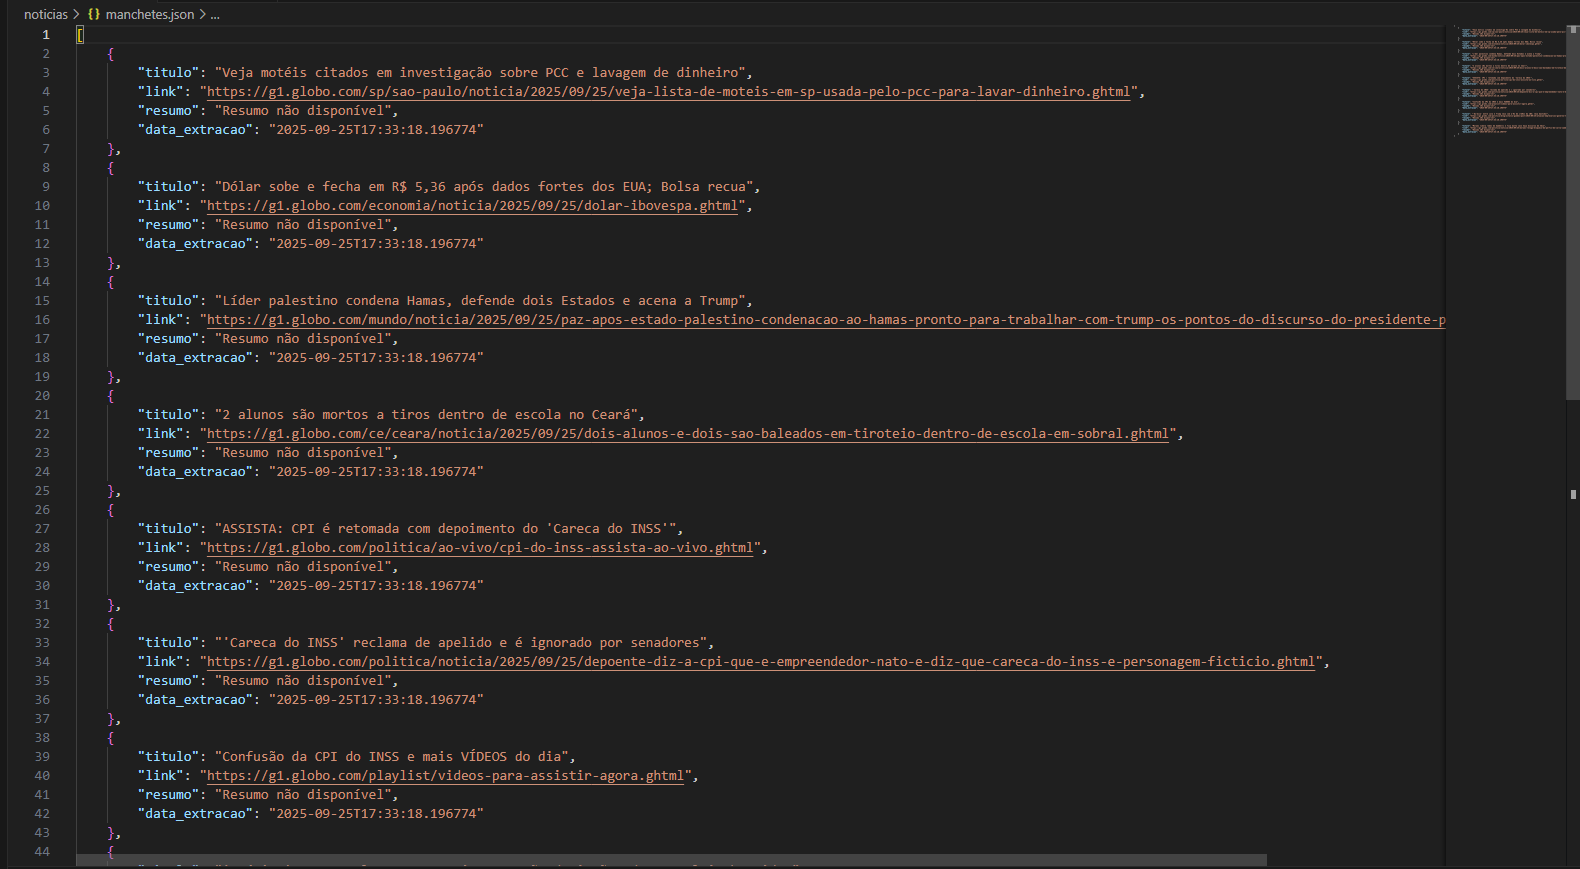 noticias > {} manchetes.json > ...
1 [
2 {
3 "titulo": "Veja motéis citados em investigação sobre PCC e lavagem de dinheiro",
4 "link": "https://g1.globo.com/sp/sao-paulo/noticia/2025/09/25/veja-lista-de-moteis-em-sp-usada-pelo-pcc-para-lavar-dinheiro.ghtml",
5 "resumo": "Resumo não disponível",
6 "data_extracao": "2025-09-25T17:33:18.196774"
7 },
8 {
9 "titulo": "Dólar sobe e fecha em R$ 5,36 após dados fortes dos EUA; Bolsa recua",
10 "link": "https://g1.globo.com/economia/noticia/2025/09/25/dolar-ibovespa.ghtml",
11 "resumo": "Resumo não disponível",
12 "data_extracao": "2025-09-25T17:33:18.196774"
13 },
14 {
15 "titulo": "Líder palestino condena Hamas, defende dois Estados e acena a Trump",
16 "link": "https://g1.globo.com/mundo/noticia/2025/09/25/paz-apos-estado-palestino-condenacao-ao-hamas-pronto-para-trabalhar-com-trump-os-pontos-do-discurso-do-presidente-p
17 "resumo": "Resumo não disponível",
18 "data_extracao": "2025-09-25T17:33:18.196774"
19 },
20 {
21 "titulo": "2 alunos são mortos a tiros dentro de escola no Ceará",
22 "link": "https://g1.globo.com/ce/ceara/noticia/2025/09/25/dois-alunos-e-dois-sao-baleados-em-tiroteio-dentro-de-escola-em-sobral.ghtml",
23 "resumo": "Resumo não disponível",
24 "data_extracao": "2025-09-25T17:33:18.196774"
25 },
26 {
27 "titulo": "ASSISTA: CPI é retomada com depoimento do 'Careca do INSS'",
28 "link": "https://g1.globo.com/politica/ao-vivo/cpi-do-inss-assista-ao-vivo.ghtml",
29 "resumo": "Resumo não disponível",
30 "data_extracao": "2025-09-25T17:33:18.196774"
31 },
32 {
33 "titulo": "'Careca do INSS' reclama de apelido e é ignorado por senadores",
34 "link": "https://g1.globo.com/politica/noticia/2025/09/25/depoente-diz-a-cpi-que-e-empreendedor-nato-e-diz-que-careca-do-inss-e-personagem-ficticio.ghtml",
35 "resumo": "Resumo não disponível",
36 "data_extracao": "2025-09-25T17:33:18.196774"
37 },
38 {
39 "titulo": "Confusão da CPI do INSS e mais VÍDEOS do dia",
40 "link": "https://g1.globo.com/playlist/videos-para-assistir-agora.ghtml",
41 "resumo": "Resumo não disponível",
42 "data_extracao": "2025-09-25T17:33:18.196774"
43 },
44 {